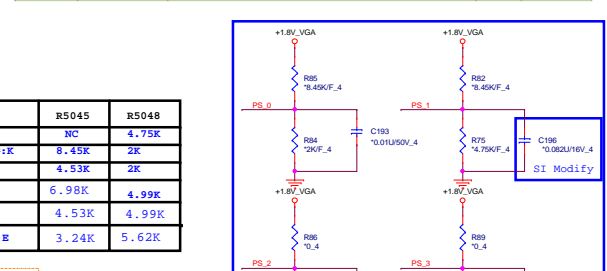 +1.8V_VGA
+1.8V_VGA
R85
*8.45K/F_4
R82
*8.45K/F_4
PS_0
PS_1
R5045
R5048
NC
4.75K
:K
8.45K
2K
4.53K
2K
6.98K
4.99K
4.53K
4.99K
E
3.24K
5.62K
R84
*2K/F_4
C193
*0.01U/50V_4
R75
*4.75K/F_4
C196
*0.082U/16V_4
SI Modify
+1.8V_VGA
+1.8V_VGA
R86
*0_4
R89
*0_4
PS_2
PS_3